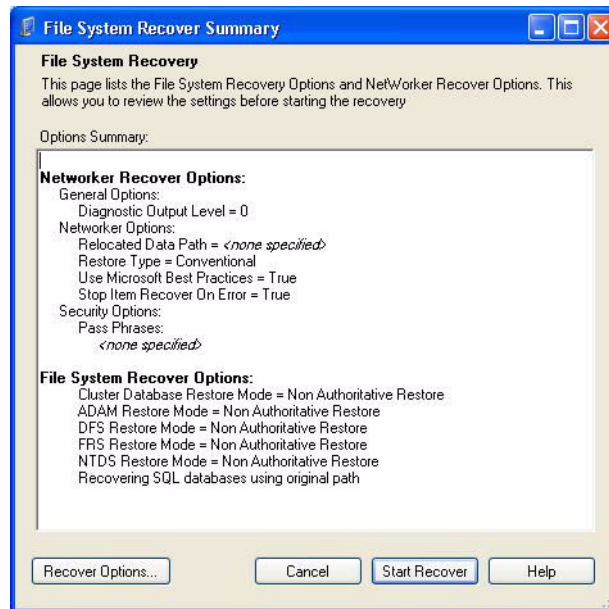 File System Recover Summary
File System Recovery
This page lists the File System Recovery Options and NetWorker Recover Options. This
allows you to review the settings before starting the recovery
Options Summary:
Networker Recover Options:
General Options:
Diagnostic Output Level = 0
Networker Options:
Relocated Data Path = <none specified>
Restore Type = Conventional
Use Microsoft Best Practices = True
Stop Item Recover On Error = True
Security Options:
Pass Phrases:
<none specified>
File System Recover Options:
Cluster Database Restore Mode = Non Authoritative Restore
ADAM Restore Mode = Non Authoritative Restore
DFS Restore Mode = Non Authoritative Restore
FRS Restore Mode = Non Authoritative Restore
NTDS Restore Mode = Non Authoritative Restore
Recovering SQL databases using original path
Recover Options... Cancel Start Recover Help